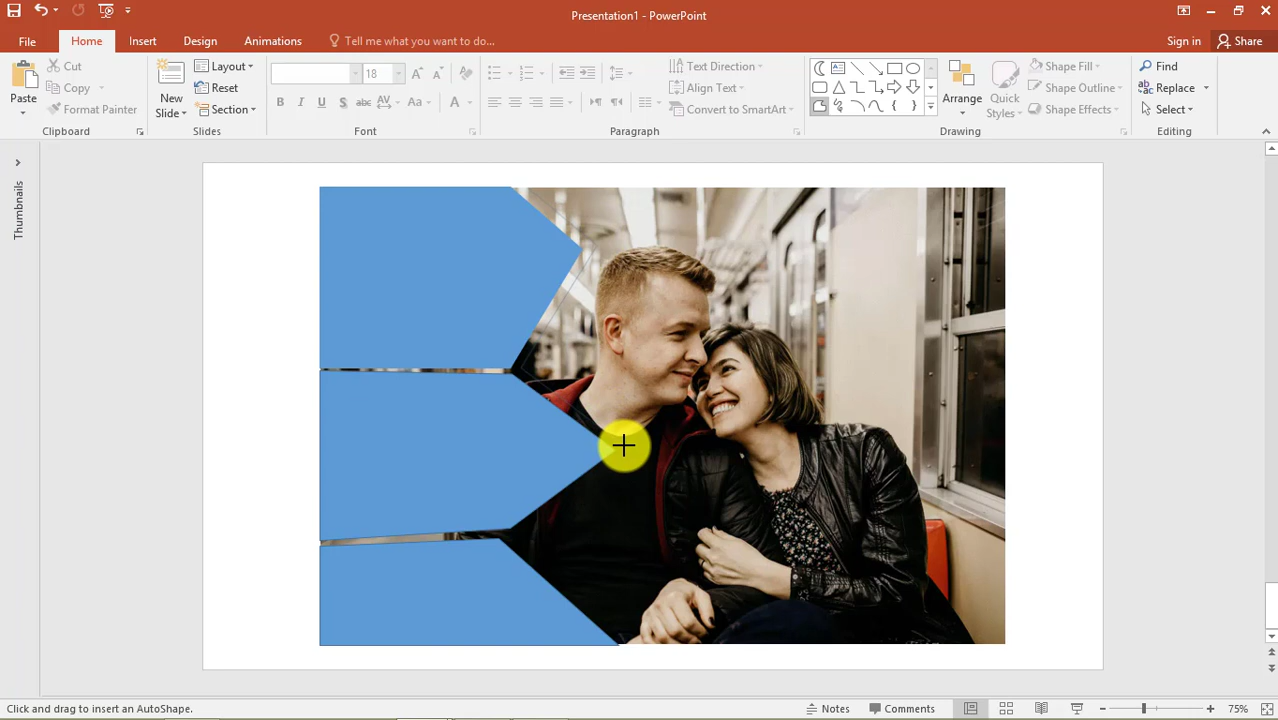 Presentation1 - PowerPoint
File Home Insert Design Animations Tell me what you want to do... Sign in Share
Paste
Cut
Copy
Format Painter
Clipboard
New
Slide
Layout
Reset
Section
Slides
18
B I U S abc AV Aa A
Font
Text Direction
Align Text
Convert to SmartArt
Paragraph
Arrange
Quick
Styles
Shape Fill
Shape Outline
Shape Effects
Drawing
Find
Replace
Select
Editing
Thumbnails
Click and drag to insert an AutoShape. Notes Comments 75%